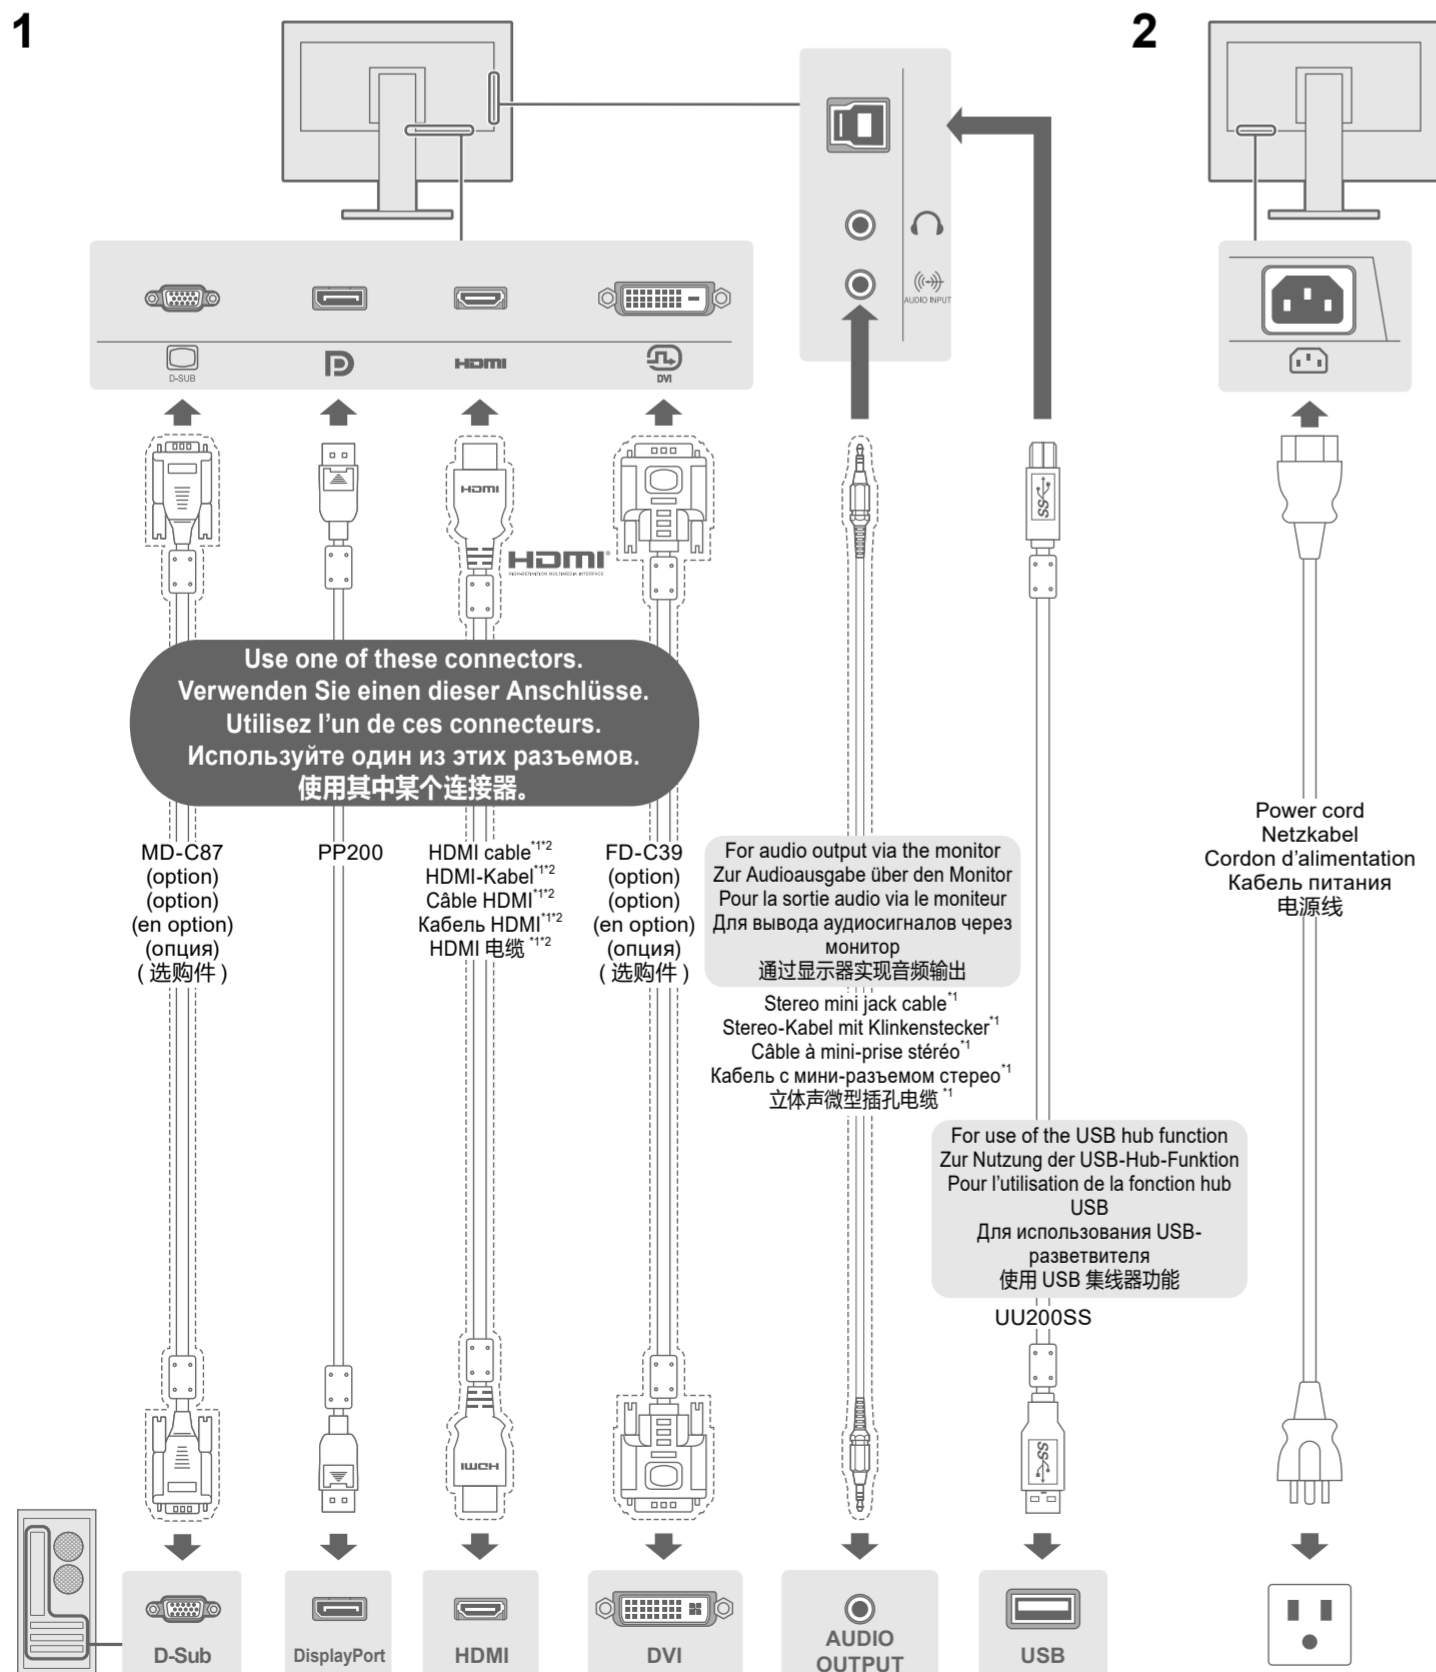 1
2
AUDIO INPUT
D-SUB
HDMI
DVI
HDMI
SS
HDMI
HIGH-DEFINITION MULTIMEDIA INTERFACE
Use one of these connectors.
Verwenden Sie einen dieser Anschlüsse.
Utilisez l’un de ces connecteurs.
Используйте один из этих разъемов.
使用其中某个连接器。
MD-C87
(option)
(option)
(en option)
(опция)
( 选购件 )
PP200
HDMI cable*1*2
HDMI-Kabel*1*2
Câble HDMI*1*2
Кабель HDMI*1*2
HDMI 电缆 *1*2
FD-C39
(option)
(option)
(en option)
(опция)
( 选购件 )
For audio output via the monitor
Zur Audioausgabe über den Monitor
Pour la sortie audio via le moniteur
Для вывода аудиосигналов через
монитор
通过显示器实现音频输出
Stereo mini jack cable*1
Stereo-Kabel mit Klinkenstecker*1
Câble à mini-prise stéréo*1
Кабель с мини-разъемом стерео*1
立体声微型插孔电缆 *1
For use of the USB hub function
Zur Nutzung der USB-Hub-Funktion
Pour l’utilisation de la fonction hub
USB
Для использования USB-
разветвителя
使用 USB 集线器功能
UU200SS
Power cord
Netzkabel
Cordon d’alimentation
Кабель питания
电源线
HDMI
SS
D-Sub
DisplayPort
HDMI
DVI
AUDIO
OUTPUT
USB